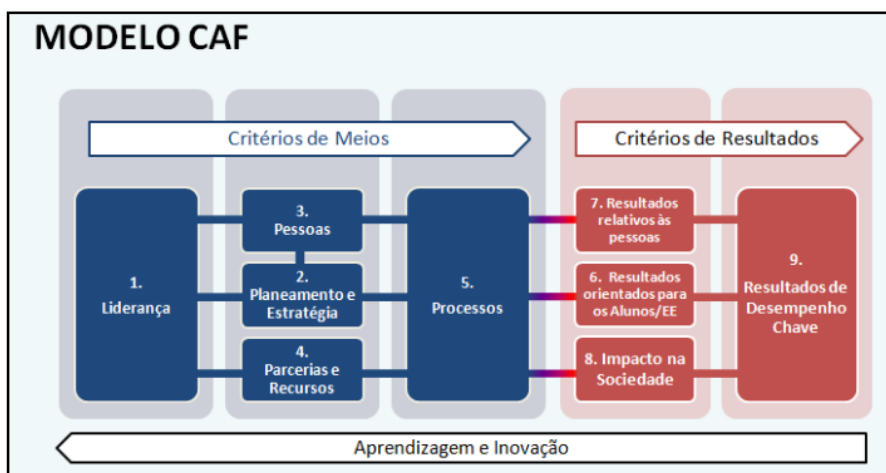 MODELO CAF
Critérios de Meios
Critérios de Resultados
1.
Liderança
3.
Pessoas
2.
Planeamento e
Estratégia
4.
Parcerias e
Recursos
5.
Processos
7. Resultados
relativos às
pessoas
6. Resultados
orientados para
os Alunos/EE
8. Impacto na
Sociedade
9.
Resultados de
Desempenho
Chave
Aprendizagem e Inovação